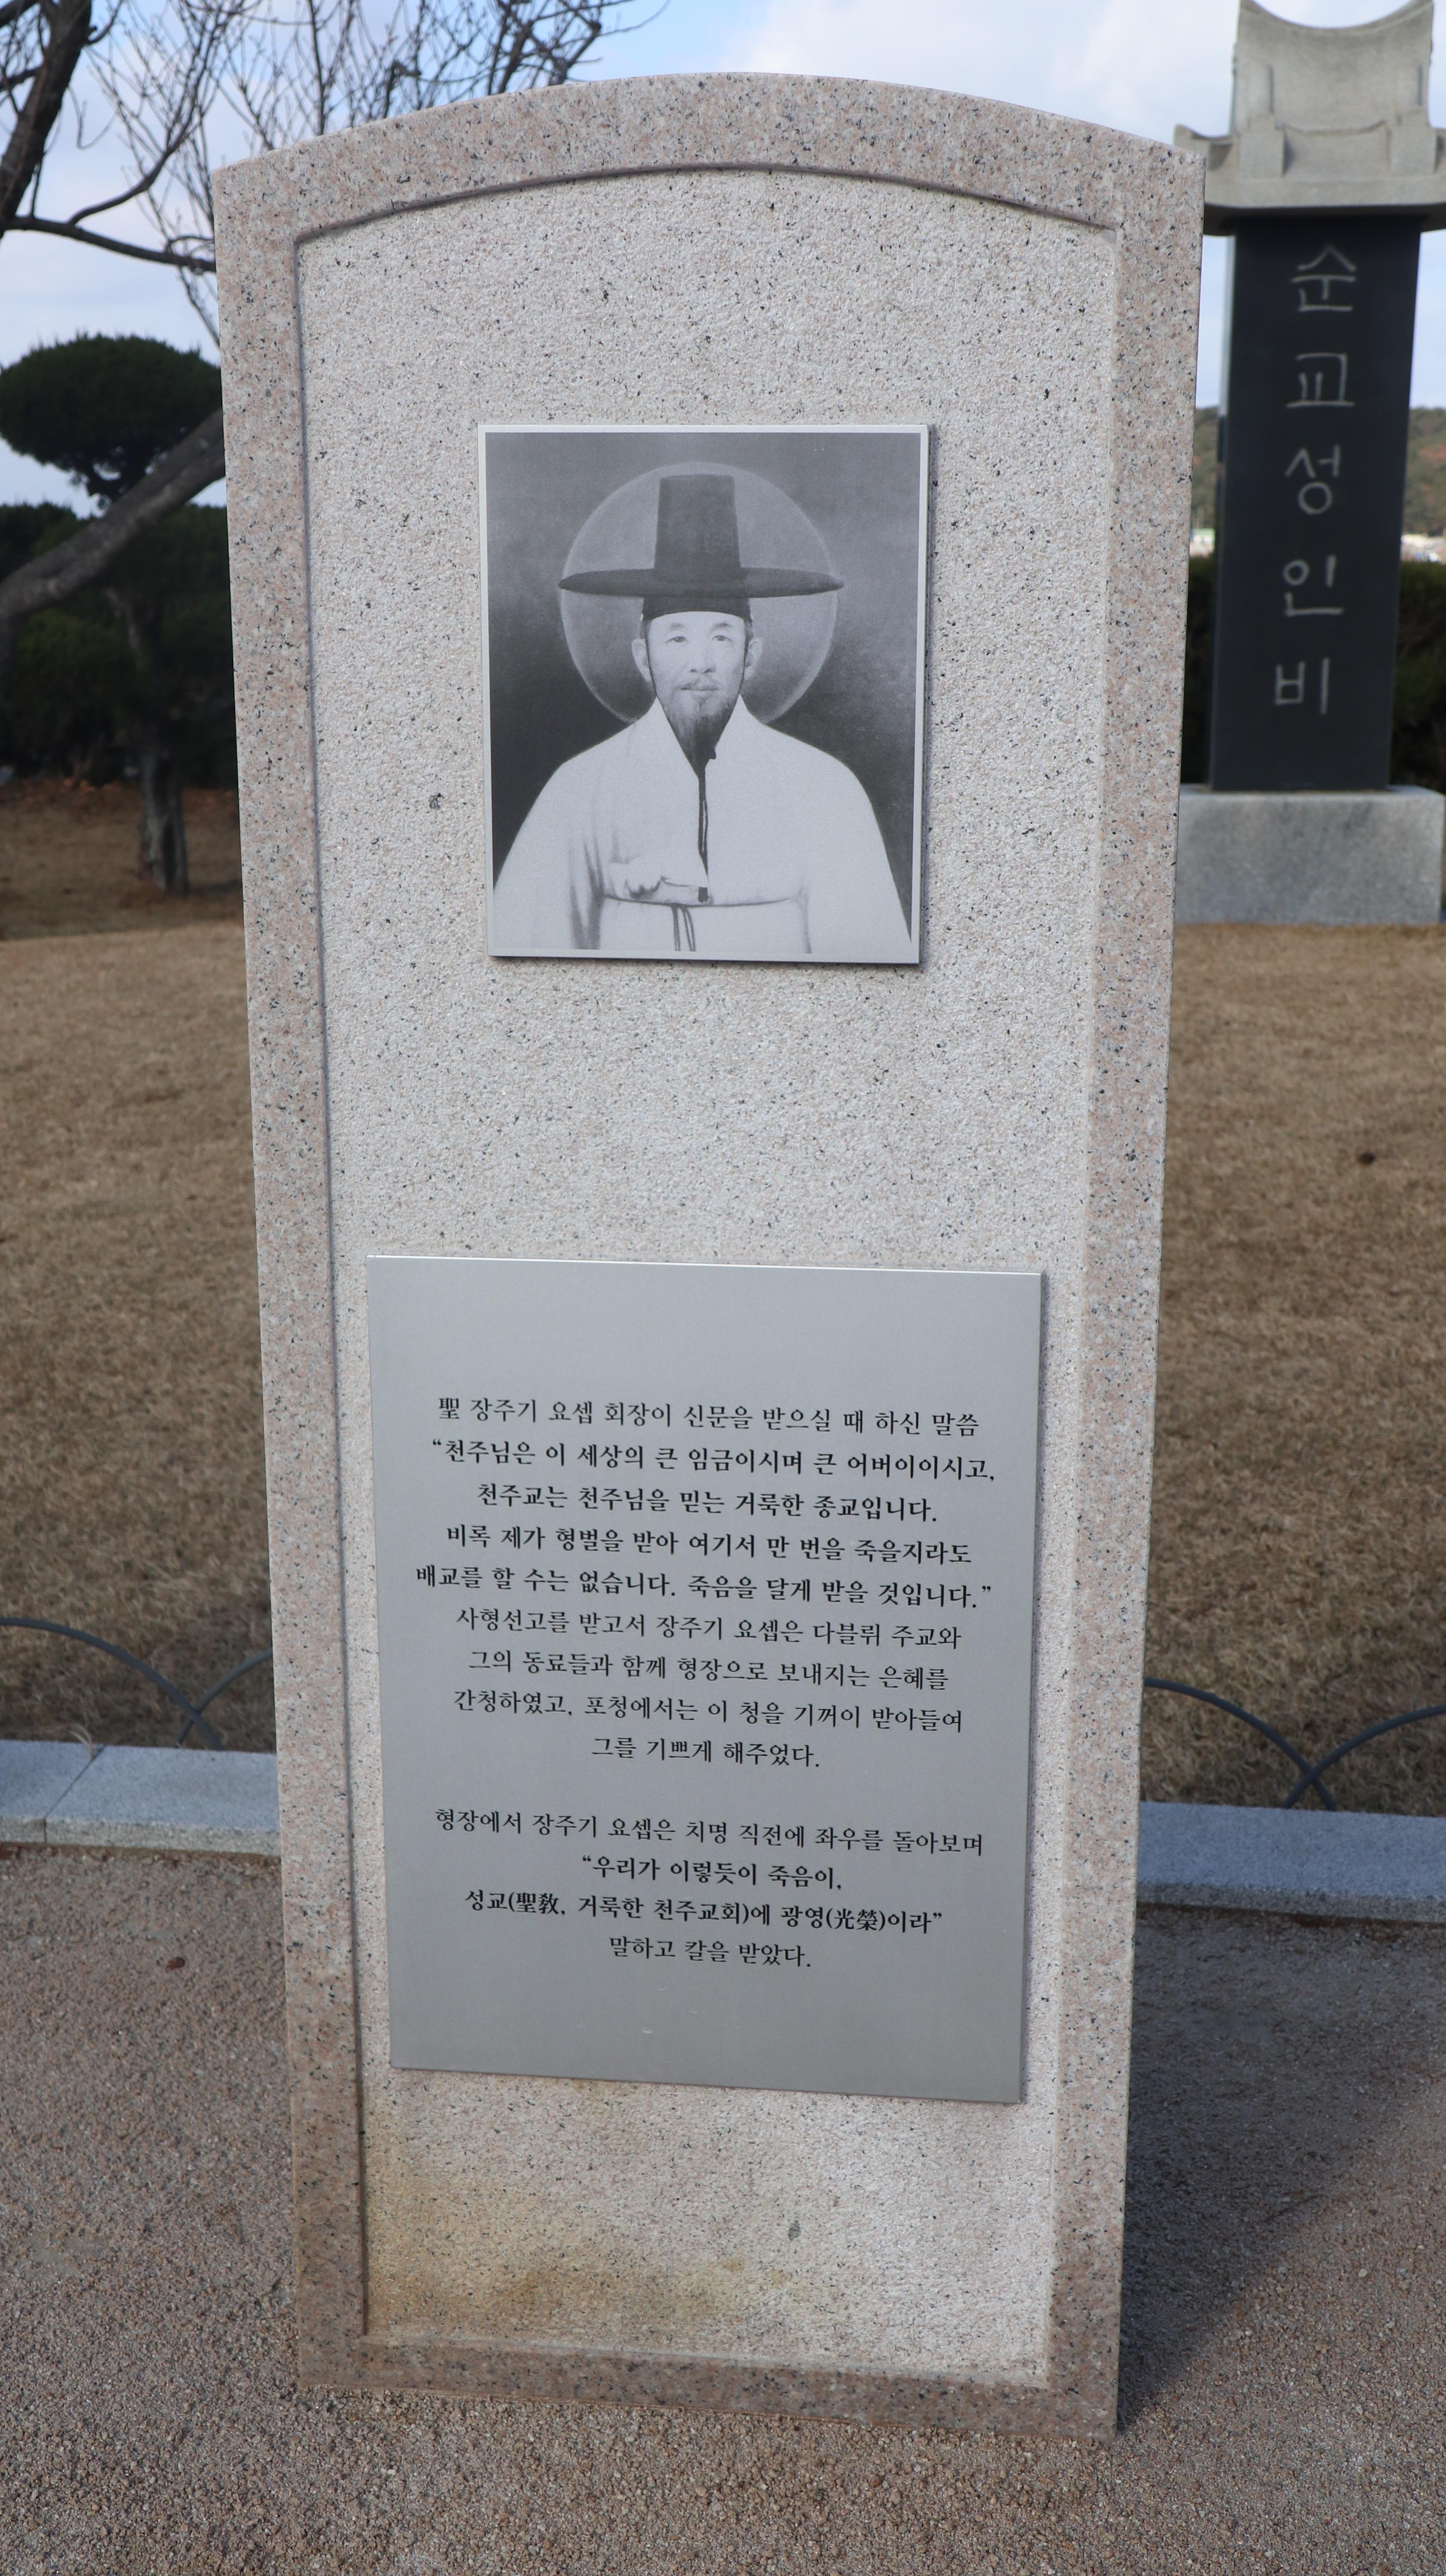 聖 장주기 요셉 회장이 신문을 받으실 때 하신 말씀
“천주님은 이 세상의 큰 임금이시며 큰 어버이이시고,
천주교는 천주님을 믿는 거룩한 종교입니다.
비록 제가 형벌을 받아 여기서 만 번을 죽을지라도
배교를 할 수는 없습니다. 죽음을 달게 받을 것입니다.”
사형선고를 받고서 장주기 요셉은 다블뤼 주교와
그의 동료들과 함께 형장으로 보내지는 은혜를
간청하였고, 포청에서는 이 청을 기꺼이 받아들여
그를 기쁘게 해주었다.
형장에서 장주기 요셉은 치명 직전에 좌우를 돌아보며
“우리가 이렇듯이 죽음이,
성교(聖敎, 거룩한 천주교회)에 광영(光榮)이라”
말하고 칼을 받았다.
순교성인비